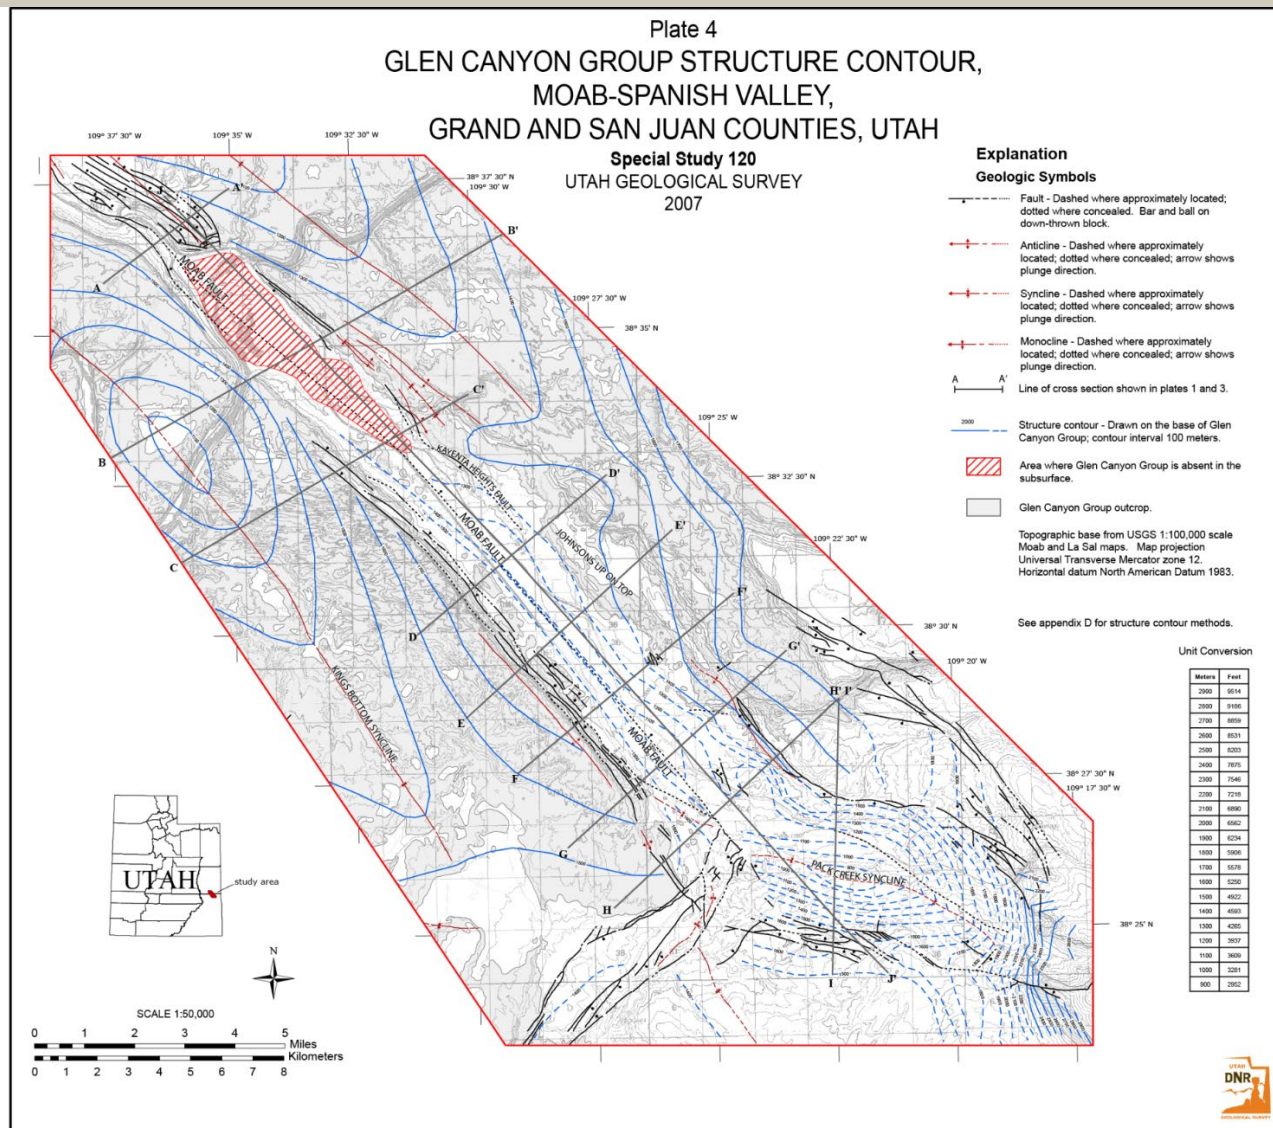 Plate 4
GLEN CANYON GROUP STRUCTURE CONTOUR,
MOAB-SPANISH VALLEY,
GRAND AND SAN JUAN COUNTIES, UTAH
Special Study 120
UTAH GEOLOGICAL SURVEY
2007
109° 37' 30" W
109° 35' W
109° 32' 30" W
38° 37' 30" N
109° 30' W
109° 27' 30" W
38° 35' N
109° 25' W
38° 32' 30" N
109° 22' 30" W
38° 30' N
109° 20' W
38° 27' 30" N
109° 17' 30" W
38° 25' N
J
A'
B'
A
MOAB FAULT
C'
B
KAYENTA HEIGHTS FAULT
D'
C
MOAB FAULT
JOHNSONS UP ON TOP
E'
D
F'
G'
KINGS BOTTOM SYNCLINE
H' I'
E
MOAB FAULT
F
G
PACK CREEK SYNCLINE
H
I
J'
Explanation
Geologic Symbols
Fault - Dashed where approximately located;
dotted where concealed. Bar and ball on
down-thrown block.
Anticline - Dashed where approximately
located; dotted where concealed; arrow shows
plunge direction.
Syncline - Dashed where approximately
located; dotted where concealed; arrow shows
plunge direction.
Monocline - Dashed where approximately
located; dotted where concealed; arrow shows
plunge direction.
A A'
Line of cross section shown in plates 1 and 3.
2000
Structure contour - Drawn on the base of Glen
Canyon Group; contour interval 100 meters.
Area where Glen Canyon Group is absent in the
subsurface.
Glen Canyon Group outcrop.
Topographic base from USGS 1:100,000 scale
Moab and La Sal maps. Map projection
Universal Transverse Mercator zone 12.
Horizontal datum North American Datum 1983.
See appendix D for structure contour methods.
Unit Conversion
Meters Feet
2900 9514
2800 9186
2700 8859
2600 8531
2500 8203
2400 7875
2300 7546
2200 7218
2100 6890
2000 6562
1900 6234
1800 5906
1700 5578
1600 5250
1500 4922
1400 4593
1300 4265
1200 3937
1100 3609
1000 3281
900 2952
UTAH
study area
N
SCALE 1:50,000
0 1 2 3 4 5
Miles
Kilometers
0 1 2 3 4 5 6 7 8
UTAH
DNR
GEOLOGICAL SURVEY